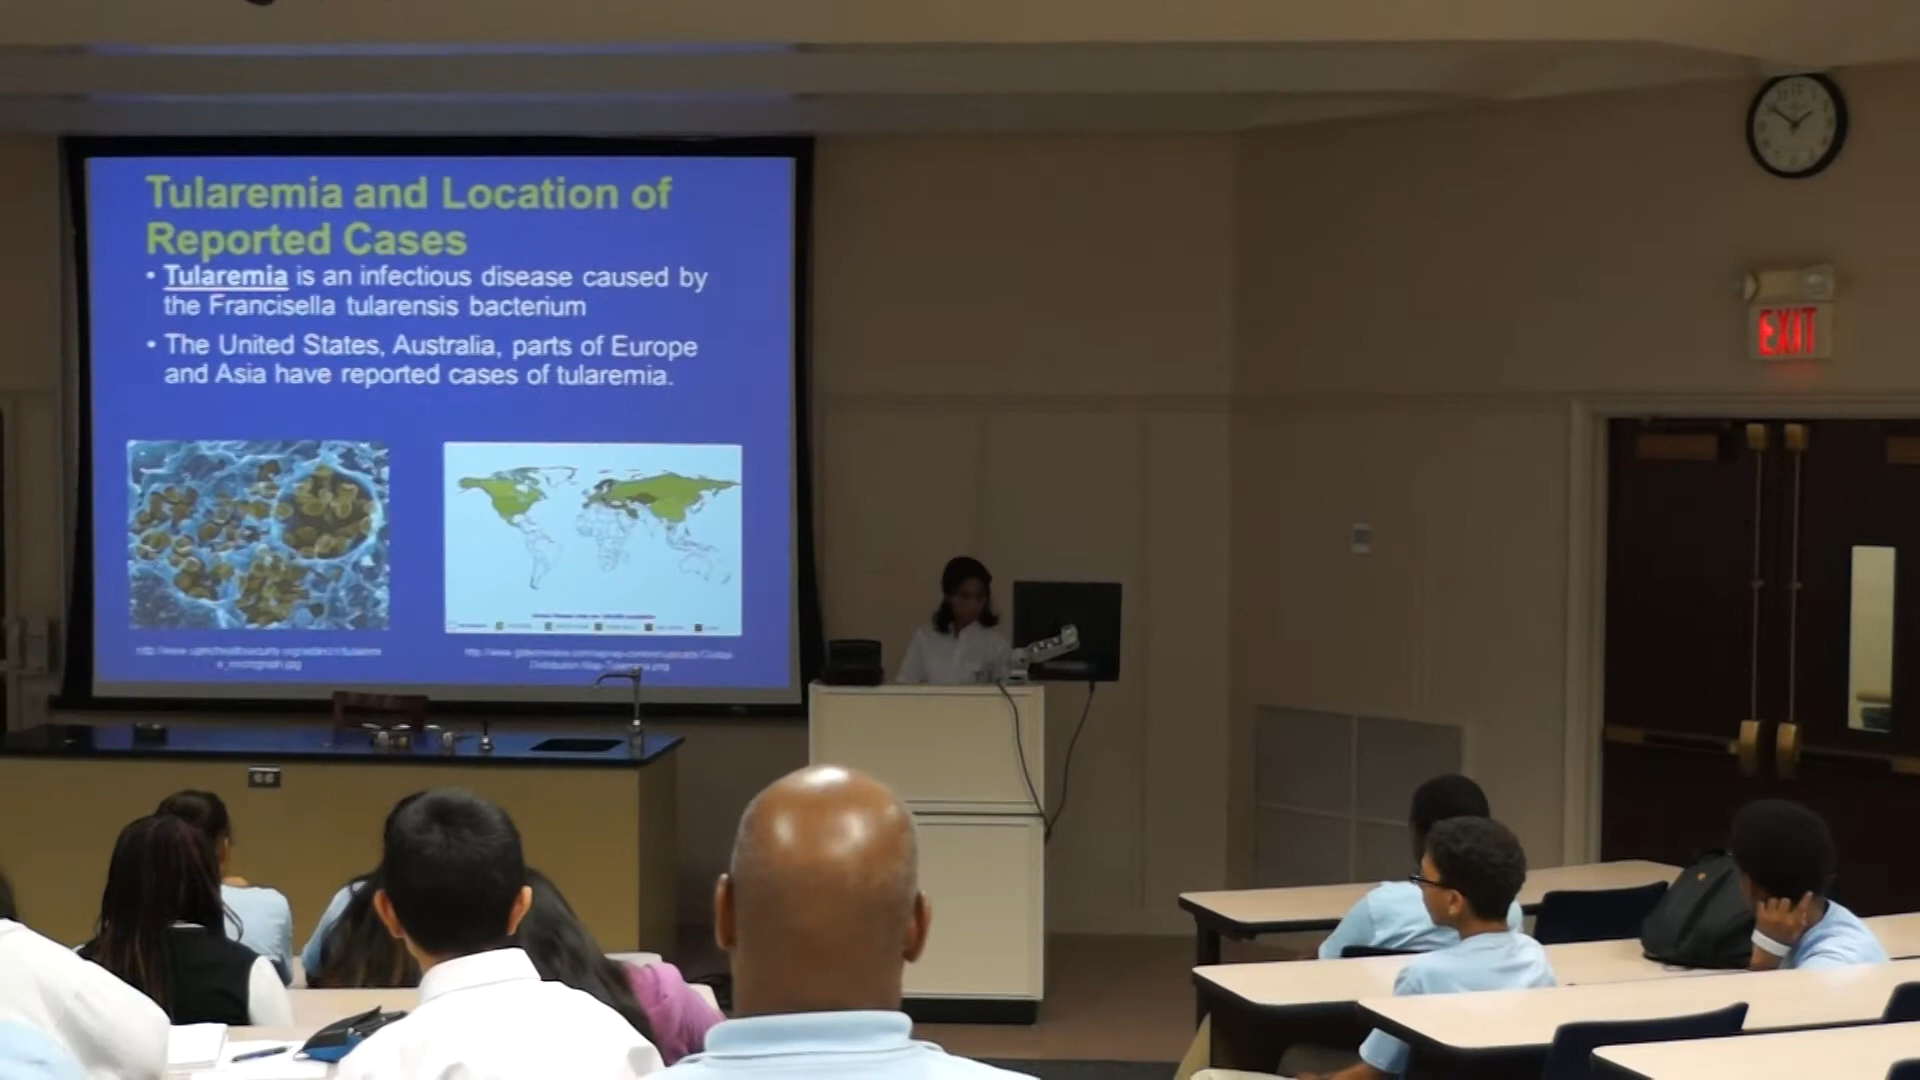 Tularemia and Location of
Reported Cases
• Tularemia is an infectious disease caused by
the Francisella tularensis bacterium
• The United States, Australia, parts of Europe
and Asia have reported cases of tularemia.
EXIT